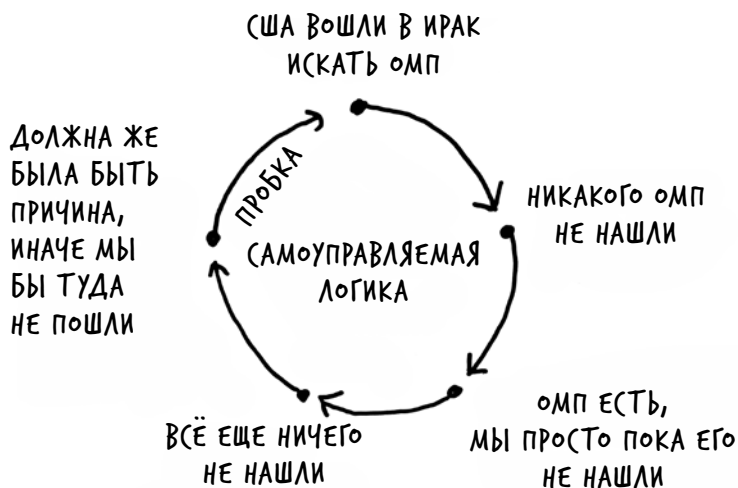 США ВОШЛИ В ИРАК
ИСКАТЬ ОМП
НИКАКОГО ОМП
НЕ НАШЛИ
ОМП ЕСТЬ,
МЫ ПРОСТО ПОКА ЕГО
НЕ НАШЛИ
ВСЁ ЕЩЕ НИЧЕГО
НЕ НАШЛИ
ДОЛЖНА ЖЕ
БЫЛА БЫТЬ
ПРИЧИНА,
ИНАЧЕ МЫ
БЫ ТУДА
НЕ ПОШЛИ
ПРОБКА
САМОУПРАВЛЯЕМАЯ
ЛОГИКА